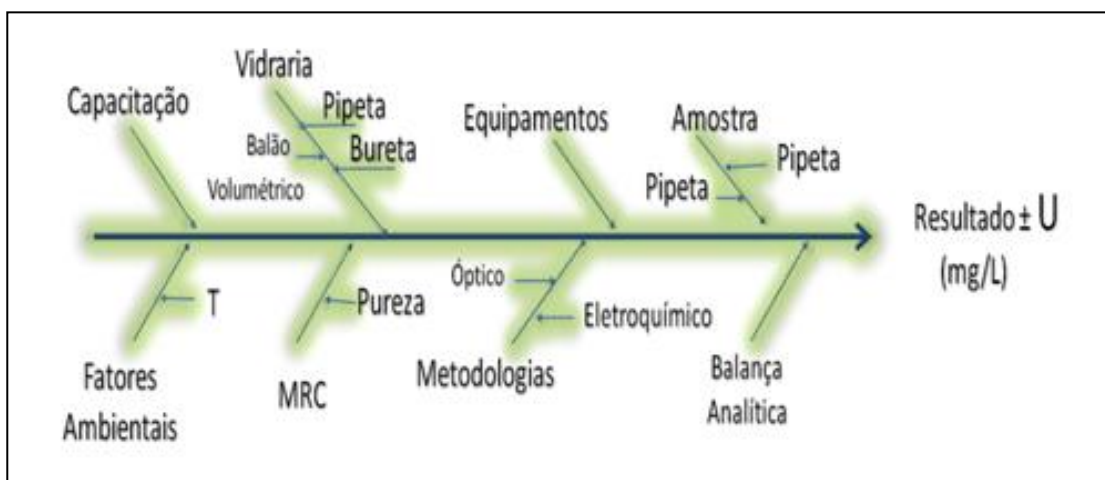 Vidraria
Capacitação
Pipeta
Balão
Bureta
Volumétrico
Equipamentos
Amostra
Pipeta
Pipeta
Resultado ± U
(mg/L)
T
Pureza
Óptico
Eletroquímico
Fatores
Ambientais
MRC
Metodologias
Balança
Analítica